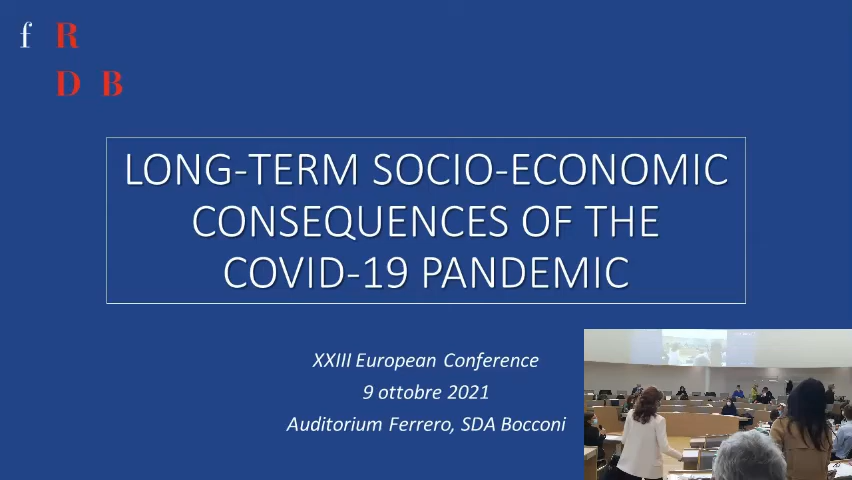 f R
D B
LONG-TERM SOCIO-ECONOMIC
CONSEQUENCES OF THE
COVID-19 PANDEMIC
XXIII European Conference
9 ottobre 2021
Auditorium Ferrero, SDA Bocconi